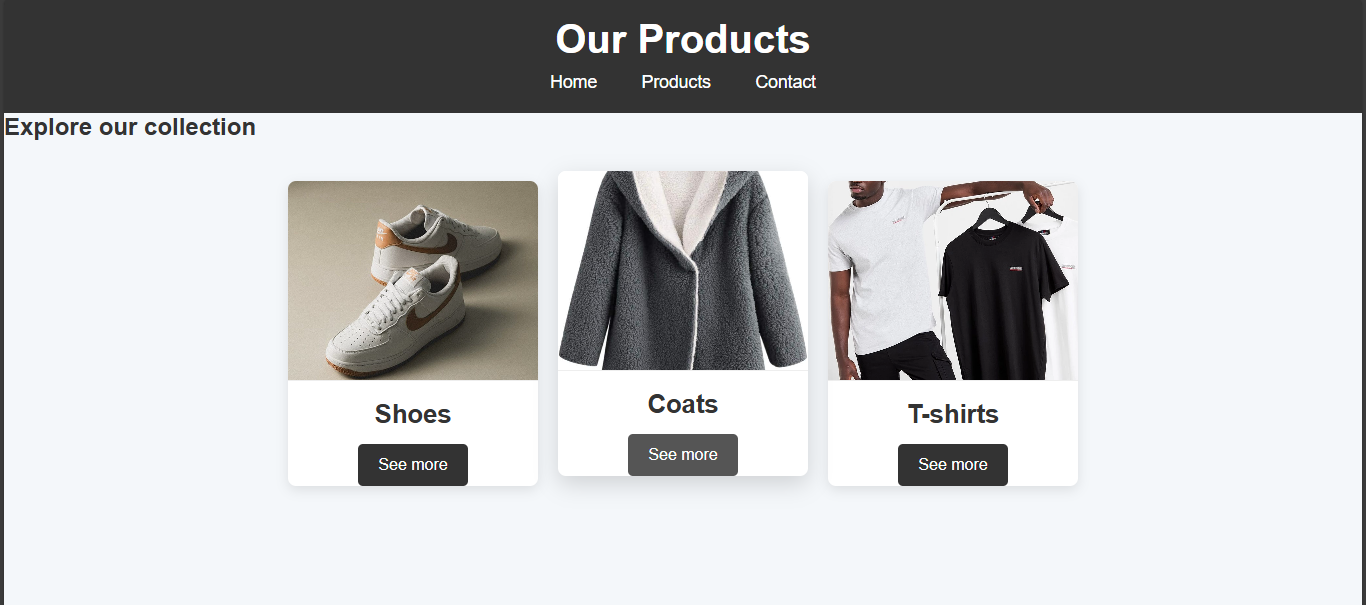 Our Products
Home Products Contact
Explore our collection
Shoes
Coats
T-shirts
See more
See more
See more